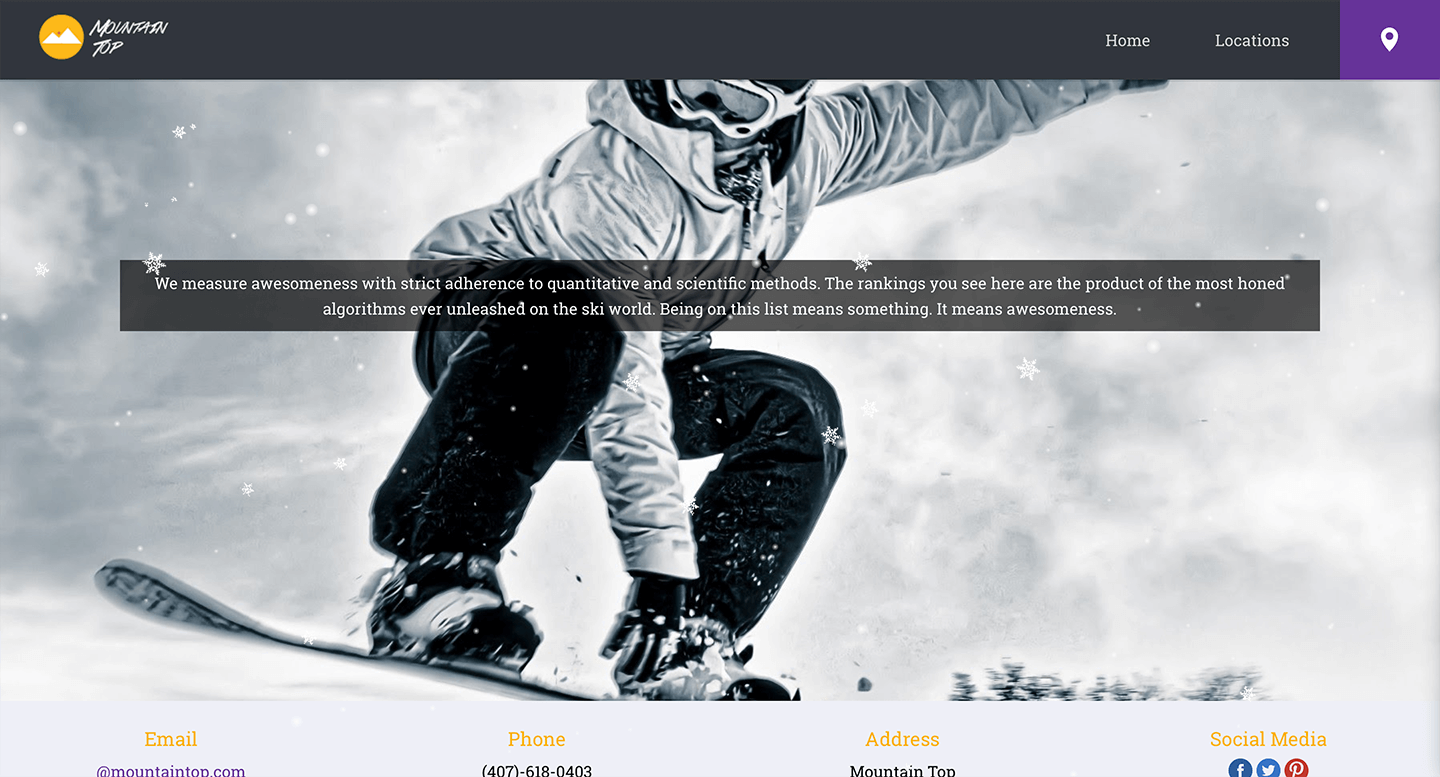 MOUNTAIN
TOP
Home
Locations
We measure awesomeness with strict adherence to quantitative and scientific methods. The rankings you see here are the product of the most honed
algorithms ever unleashed on the ski world. Being on this list means something. It means awesomeness.
Email
Phone
Address
Social Media
@mountaintop.com
(407)-618-0403
Mountain Top